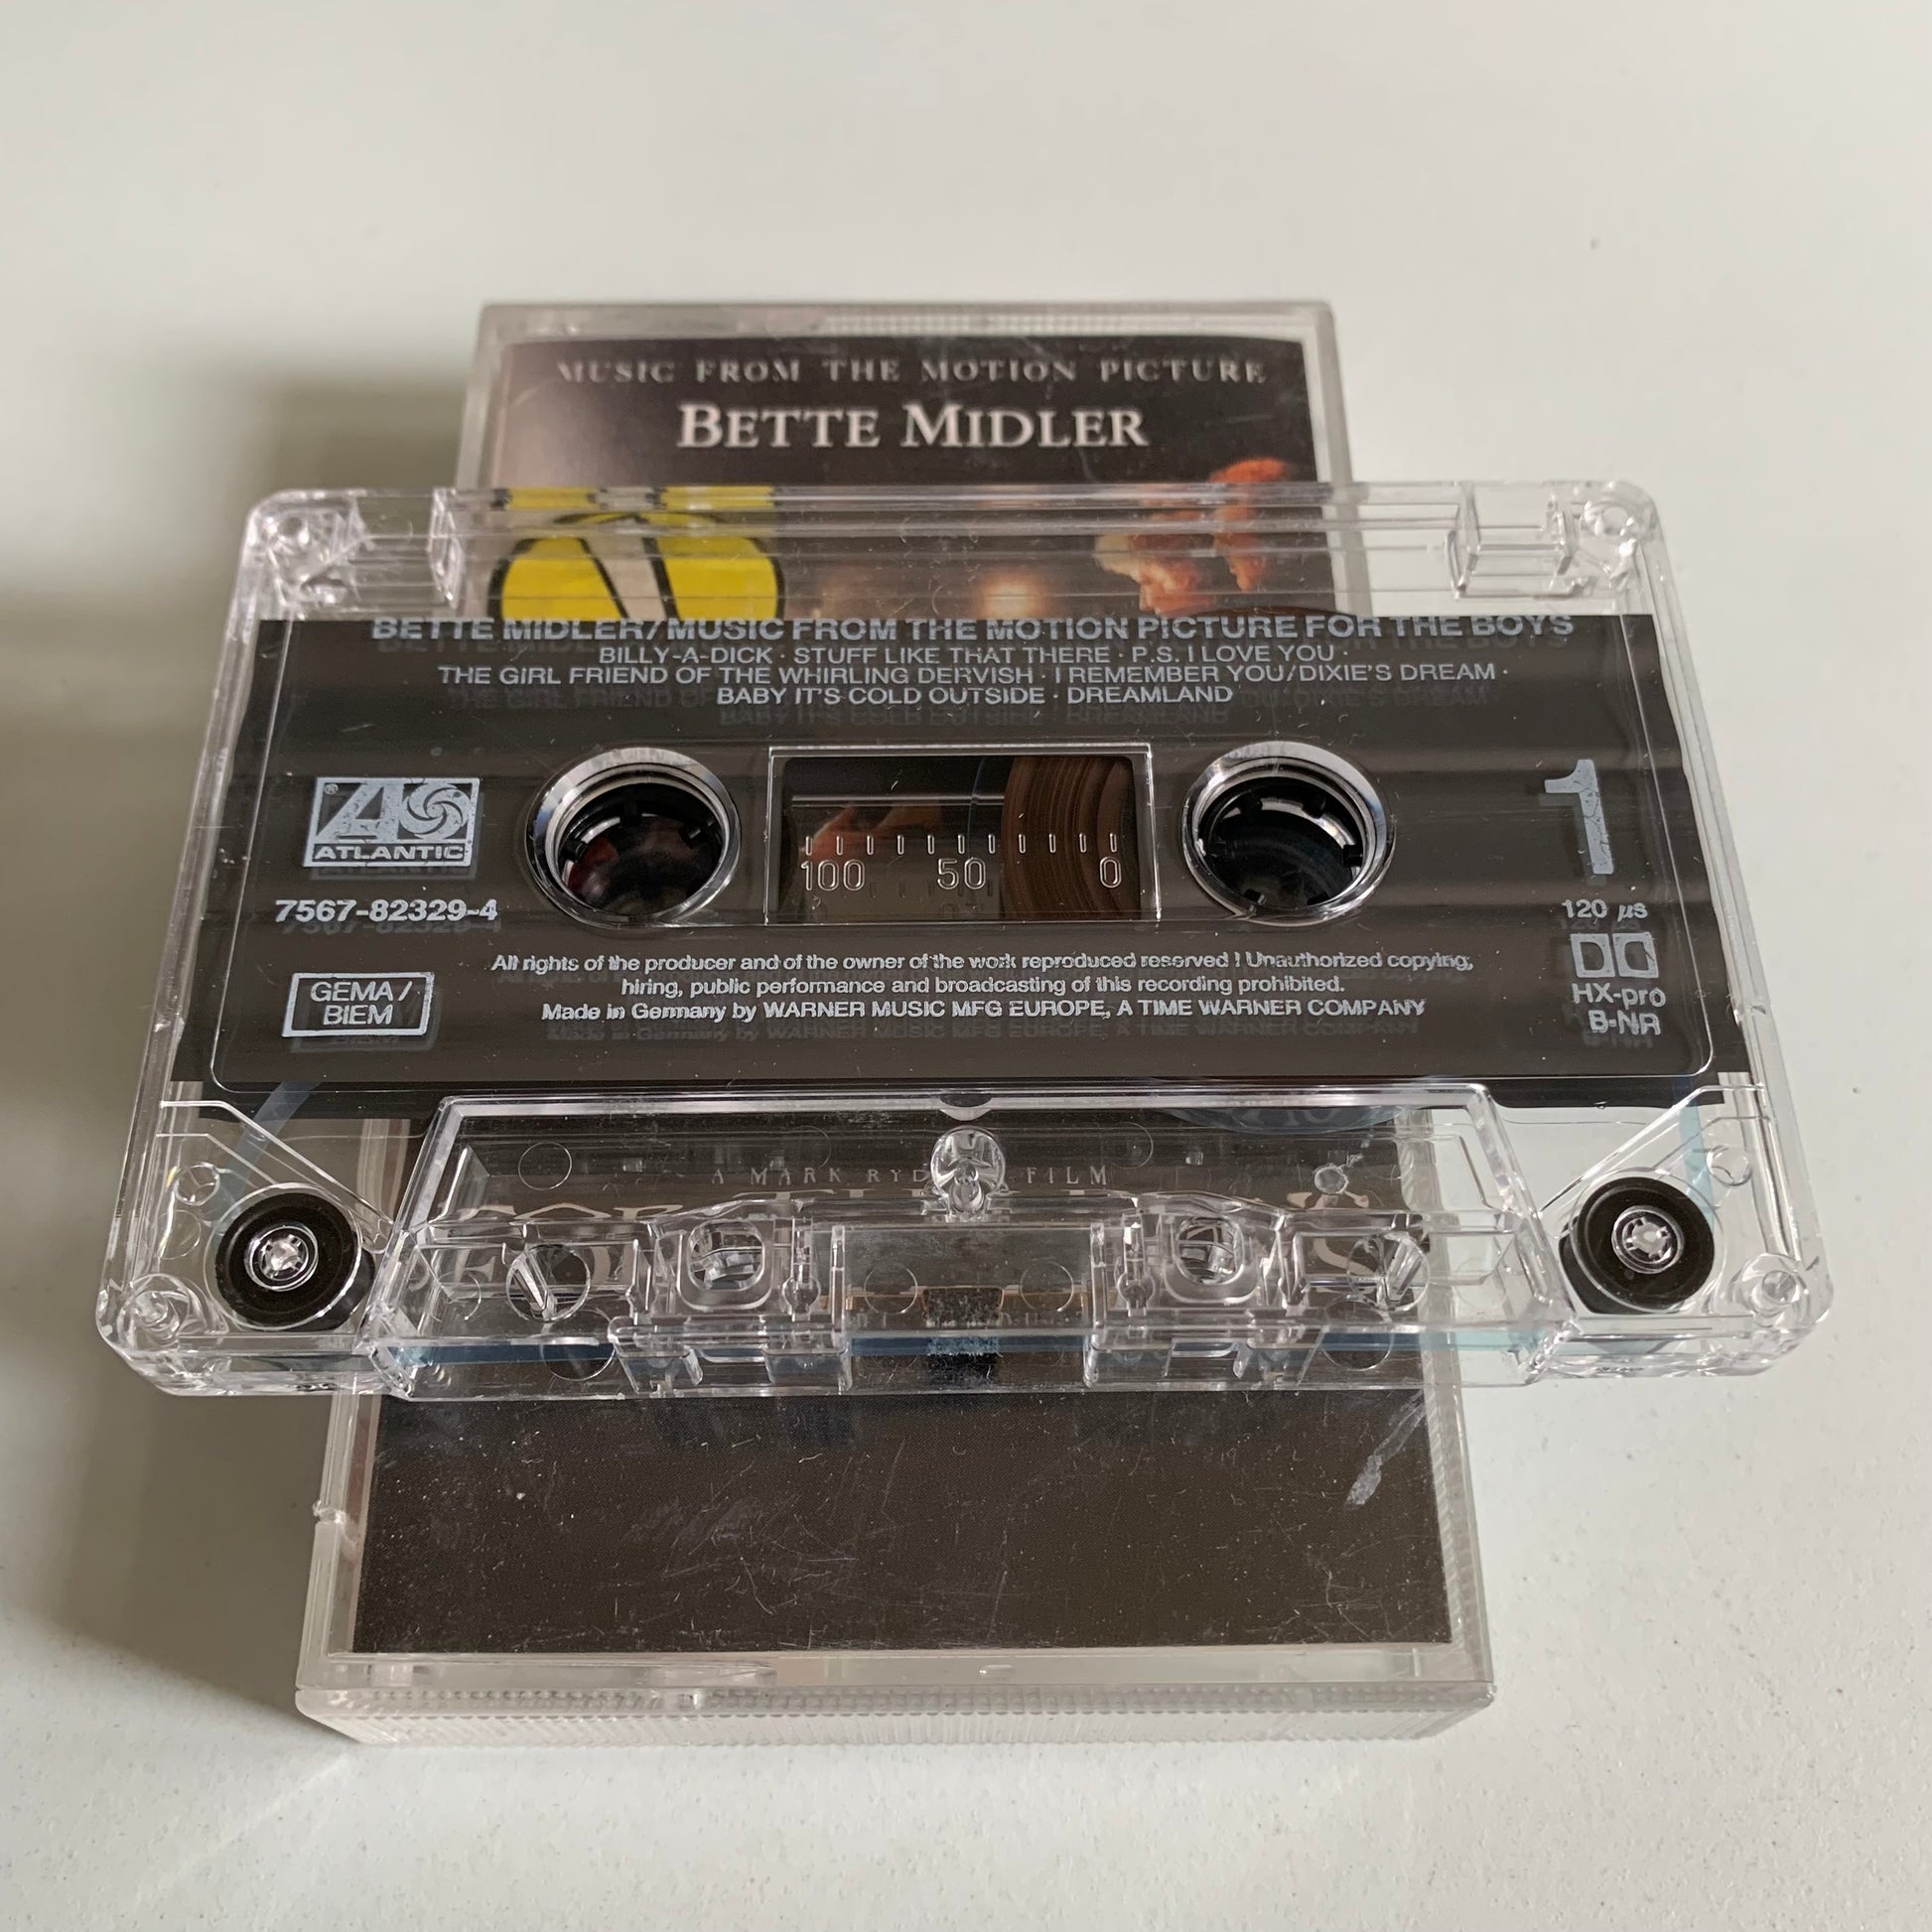 MUSIC FROM THE MOTION PICTURE
BETTE MIDLER
BETTE MIDLER/MUSIC FROM THE MOTION PICTURE FOR THE BOYS
BILLY-A-DICK · STUFF LIKE THAT THERE · P.S. I LOVE YOU ·
THE GIRL FRIEND OF THE WHIRLING DERVISH · I REMEMBER YOU/DIXIE'S DREAM ·
BABY IT'S COLD OUTSIDE · DREAMLAND
®
ATLANTIC
7567-82329-4
GEMA/
BIEM
100 50 0
1
120 µs
HX-pro
B-NR
All rights of the producer and of the owner of the work reproduced reserved ! Unauthorized copying,
hiring, public performance and broadcasting of this recording prohibited.
Made in Germany by WARNER MUSIC MFG EUROPE, A TIME WARNER COMPANY
A MARK FILM